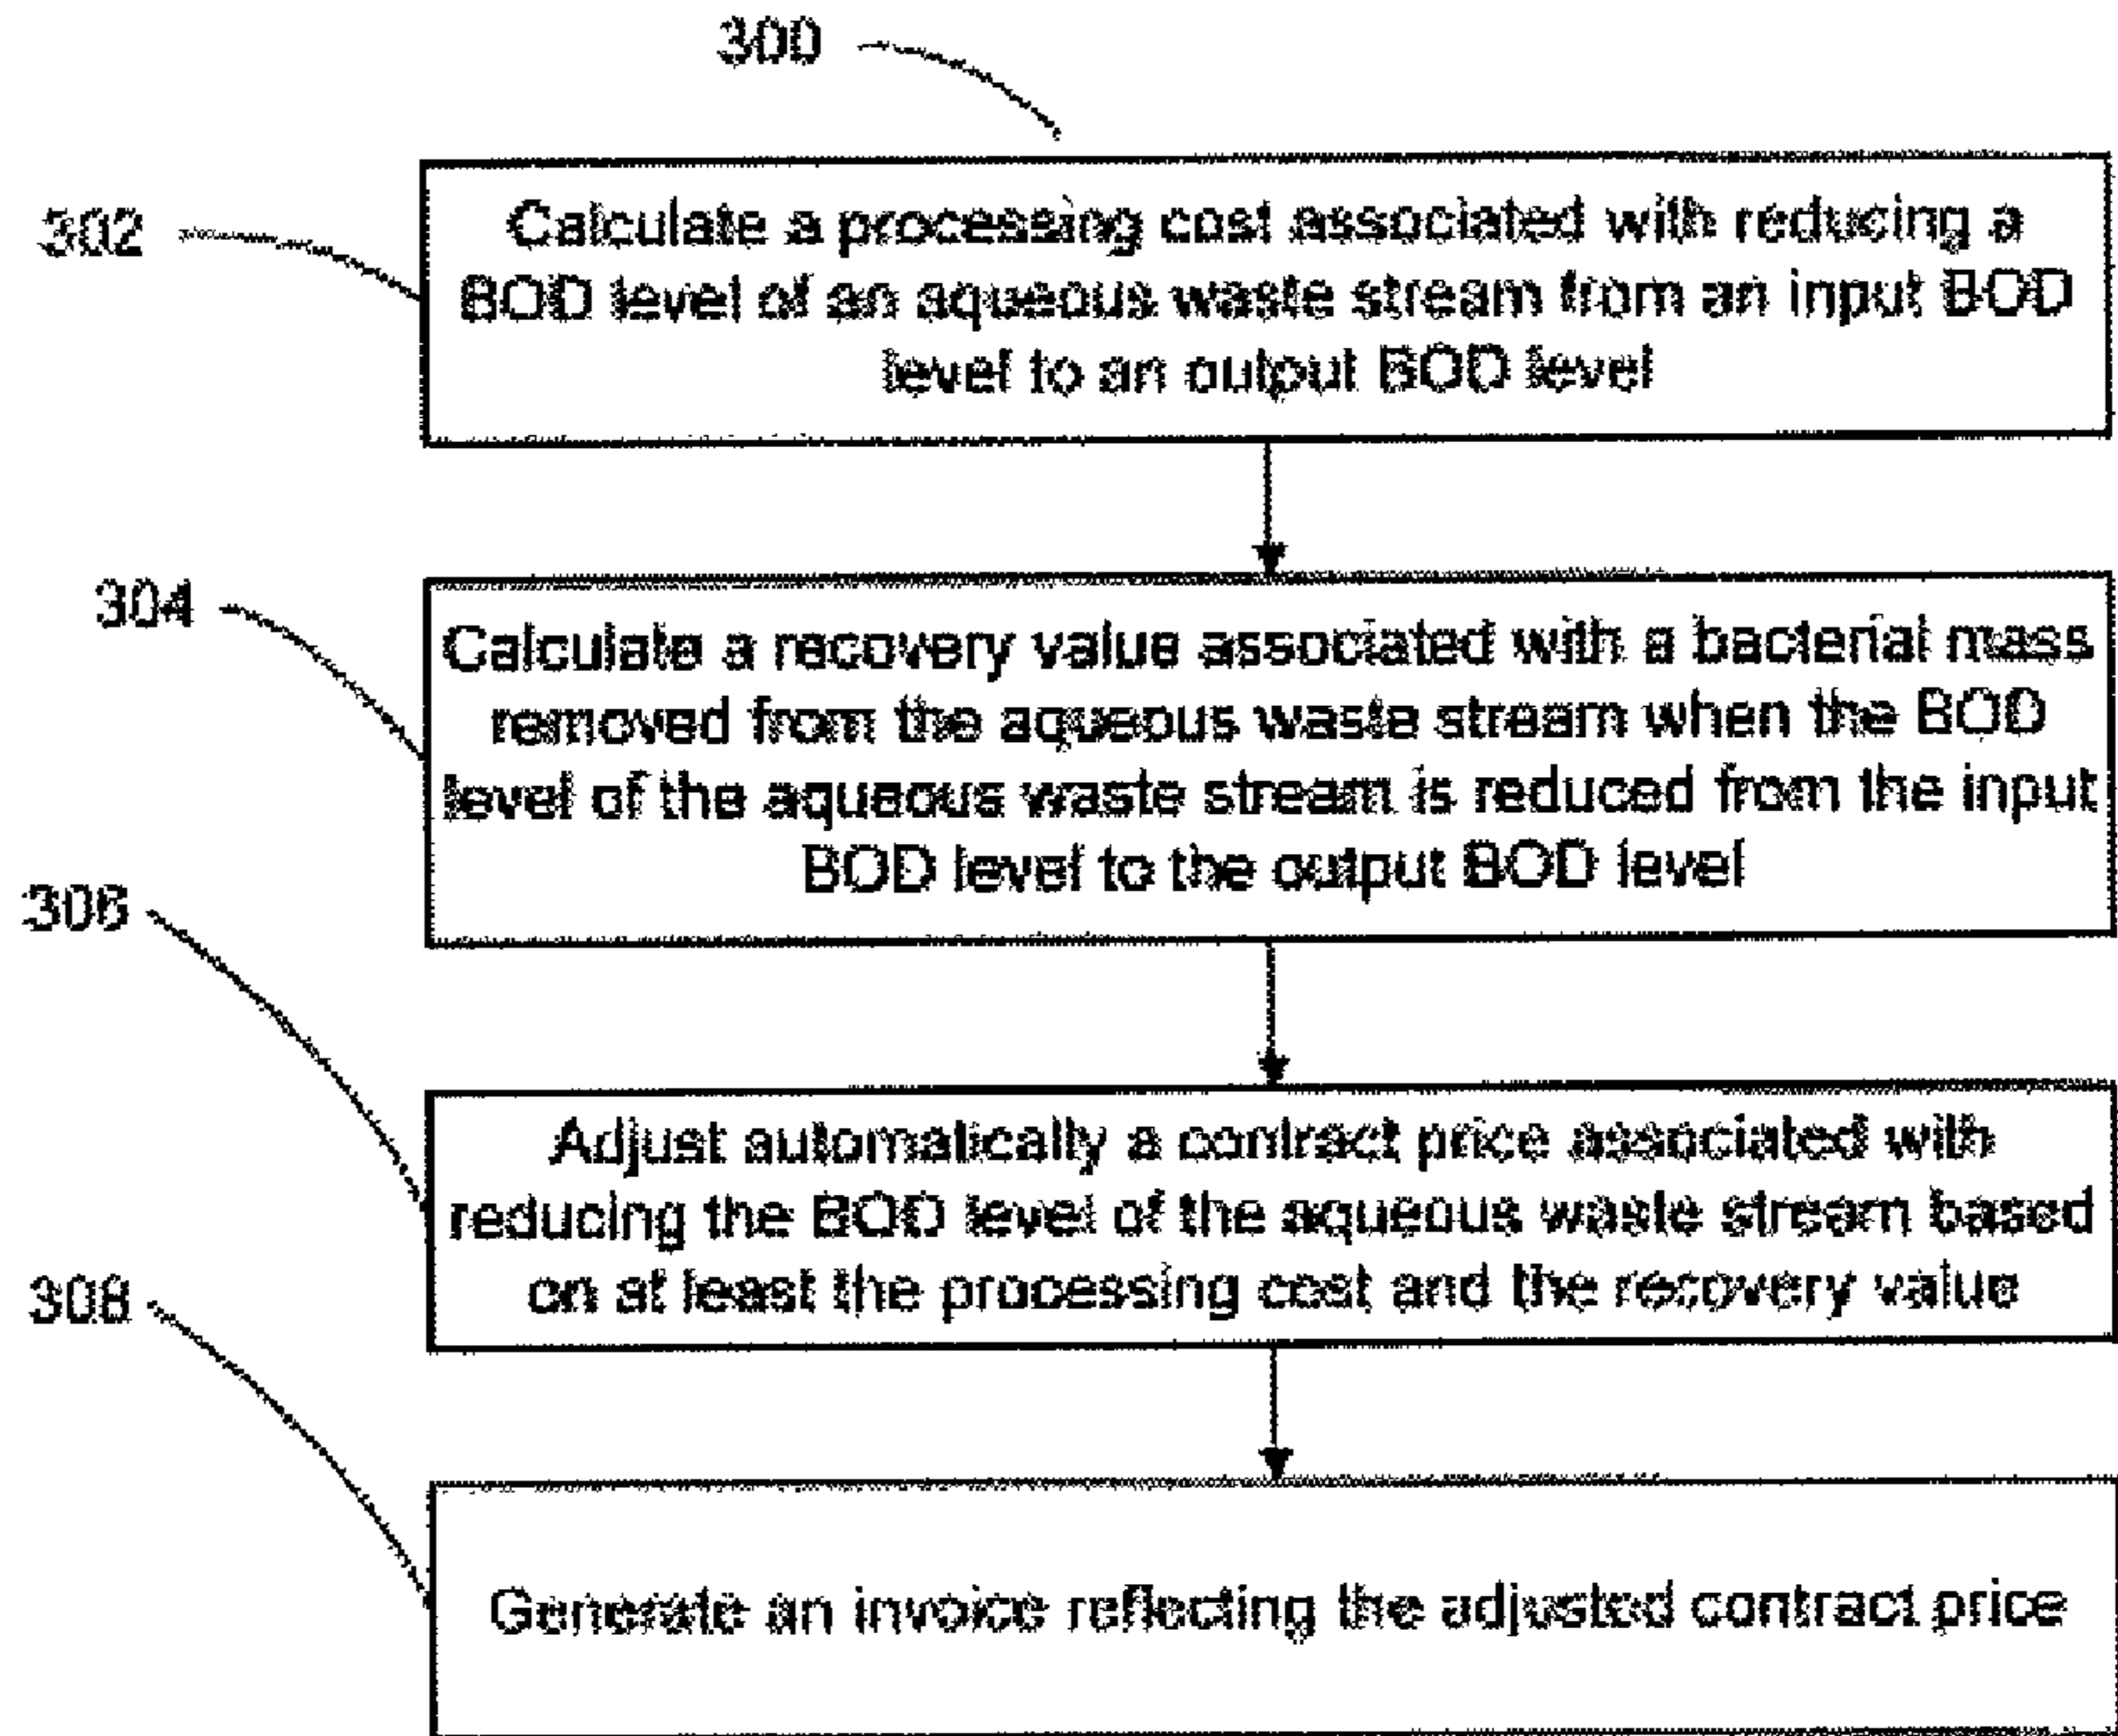 300
302
Calculate a processing cost associated with reducing a
BOD level of an aqueous waste stream from an input BOD
level to an output BOD level
304
Calculate a recovery value associated with a bacterial mass
removed from the aqueous waste stream when the BOD
level of the aqueous waste stream is reduced from the input
BOD level to the output BOD level
306
Adjust automatically a contract price associated with
reducing the BOD level of the aqueous waste stream based
on at least the processing cost and the recovery value
308
Generate an invoice reflecting the adjusted contract price